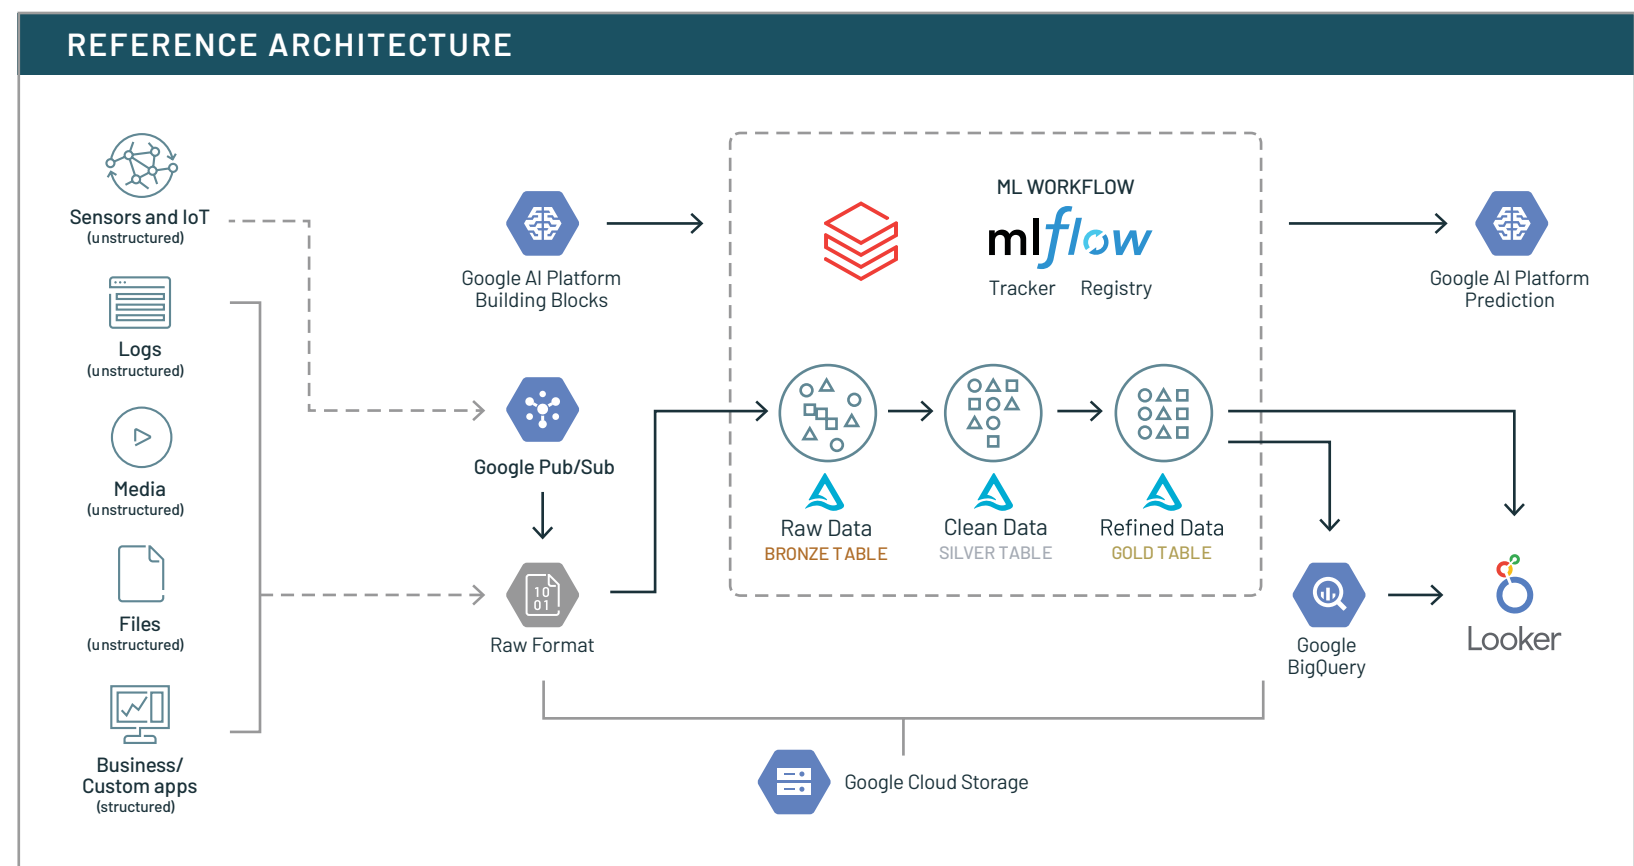 REFERENCE ARCHITECTURE
Sensors and IoT
(unstructured)
Logs
(unstructured)
Media
(unstructured)
Files
(unstructured)
Business/
Custom apps
(structured)
Google AI Platform
Building Blocks
Google Pub/Sub
10
01
Raw Format
ML WORKFLOW
mlflow
Tracker Registry
Raw Data
BRONZE TABLE
Clean Data
SILVER TABLE
Refined Data
GOLD TABLE
Google AI Platform
Prediction
Google
BigQuery
Looker
Google Cloud Storage